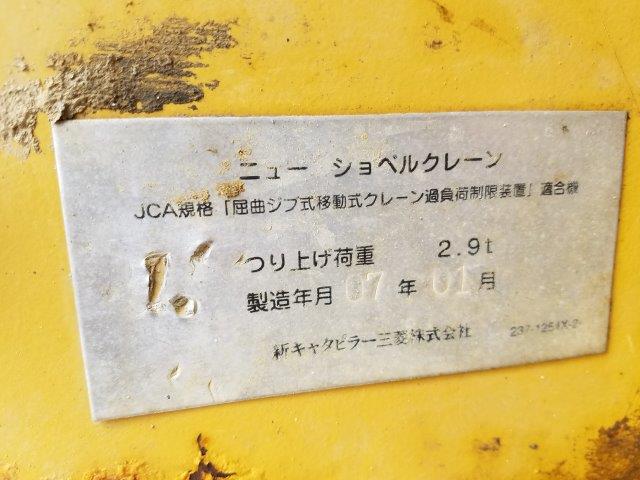 ニュー ショベルクレーン
JCA規格「屈曲ジブ式移動式クレーン過負荷制限装置」適合機
つり上げ荷重 2.9t
製造年月 07 年 01 月
新キャタピラー三菱株式会社